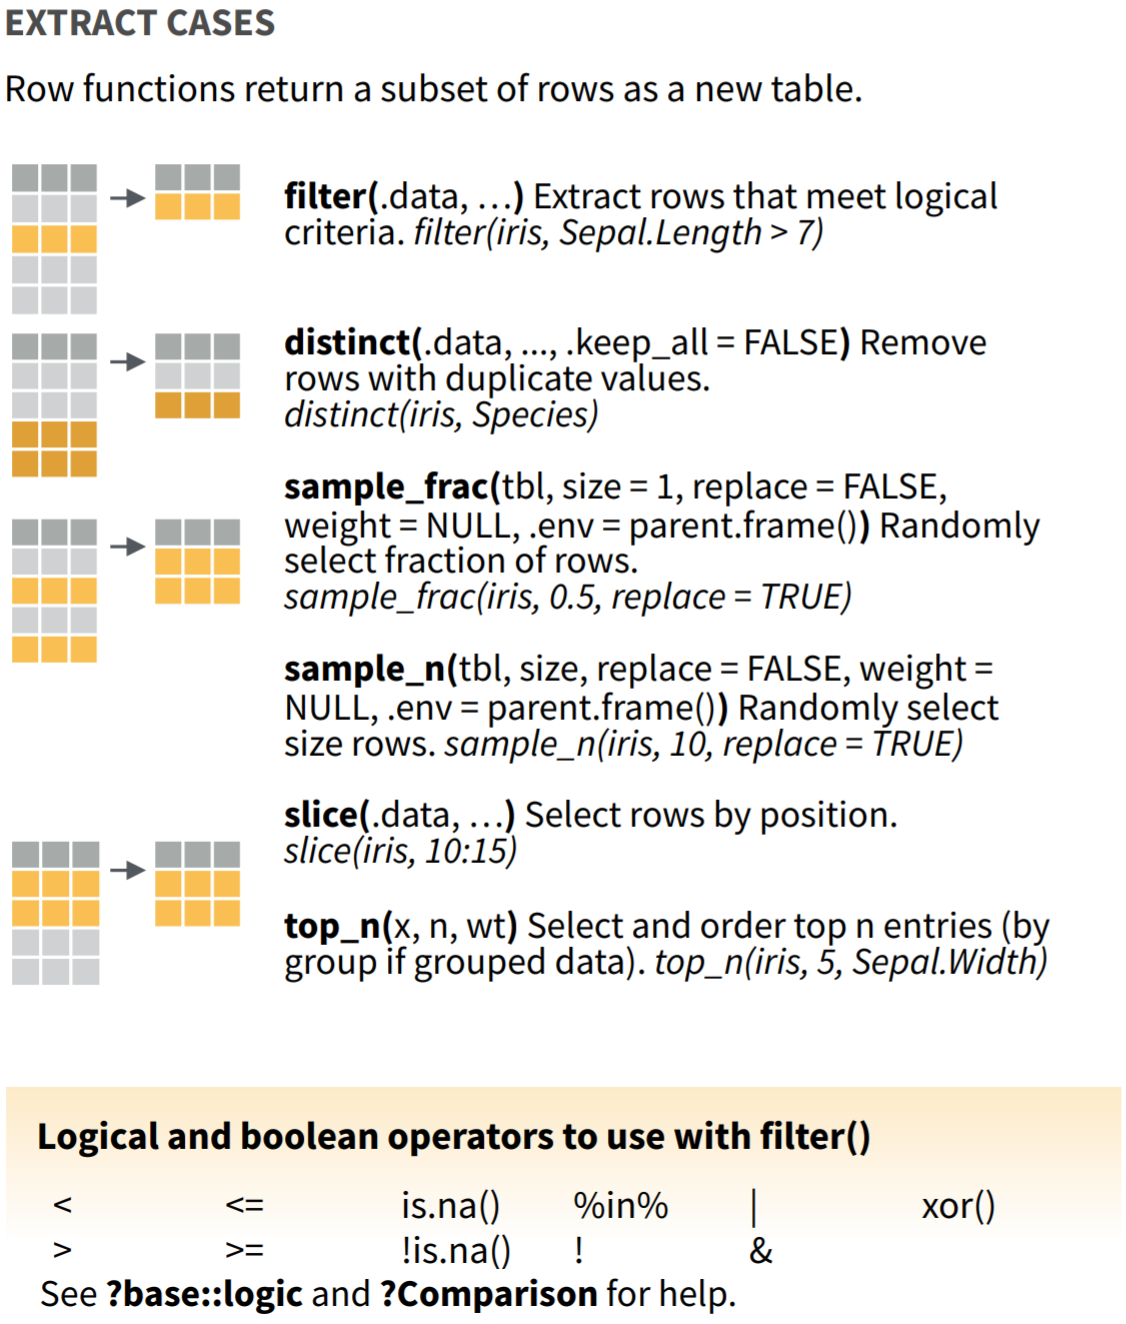 EXTRACT CASES
Row functions return a subset of rows as a new table.
filter(.data, …) Extract rows that meet logical
criteria. filter(iris, Sepal.Length > 7)
distinct(.data, ..., .keep_all = FALSE) Remove
rows with duplicate values.
distinct(iris, Species)
sample_frac(tbl, size = 1, replace = FALSE,
weight = NULL, .env = parent.frame()) Randomly
select fraction of rows.
sample_frac(iris, 0.5, replace = TRUE)
sample_n(tbl, size, replace = FALSE, weight =
NULL, .env = parent.frame()) Randomly select
size rows. sample_n(iris, 10, replace = TRUE)
slice(.data, …) Select rows by position.
slice(iris, 10:15)
top_n(x, n, wt) Select and order top n entries (by
group if grouped data). top_n(iris, 5, Sepal.Width)
Logical and boolean operators to use with filter()
< <= is.na() %in% | xor()
> >= !is.na() ! &
See ?base::logic and ?Comparison for help.